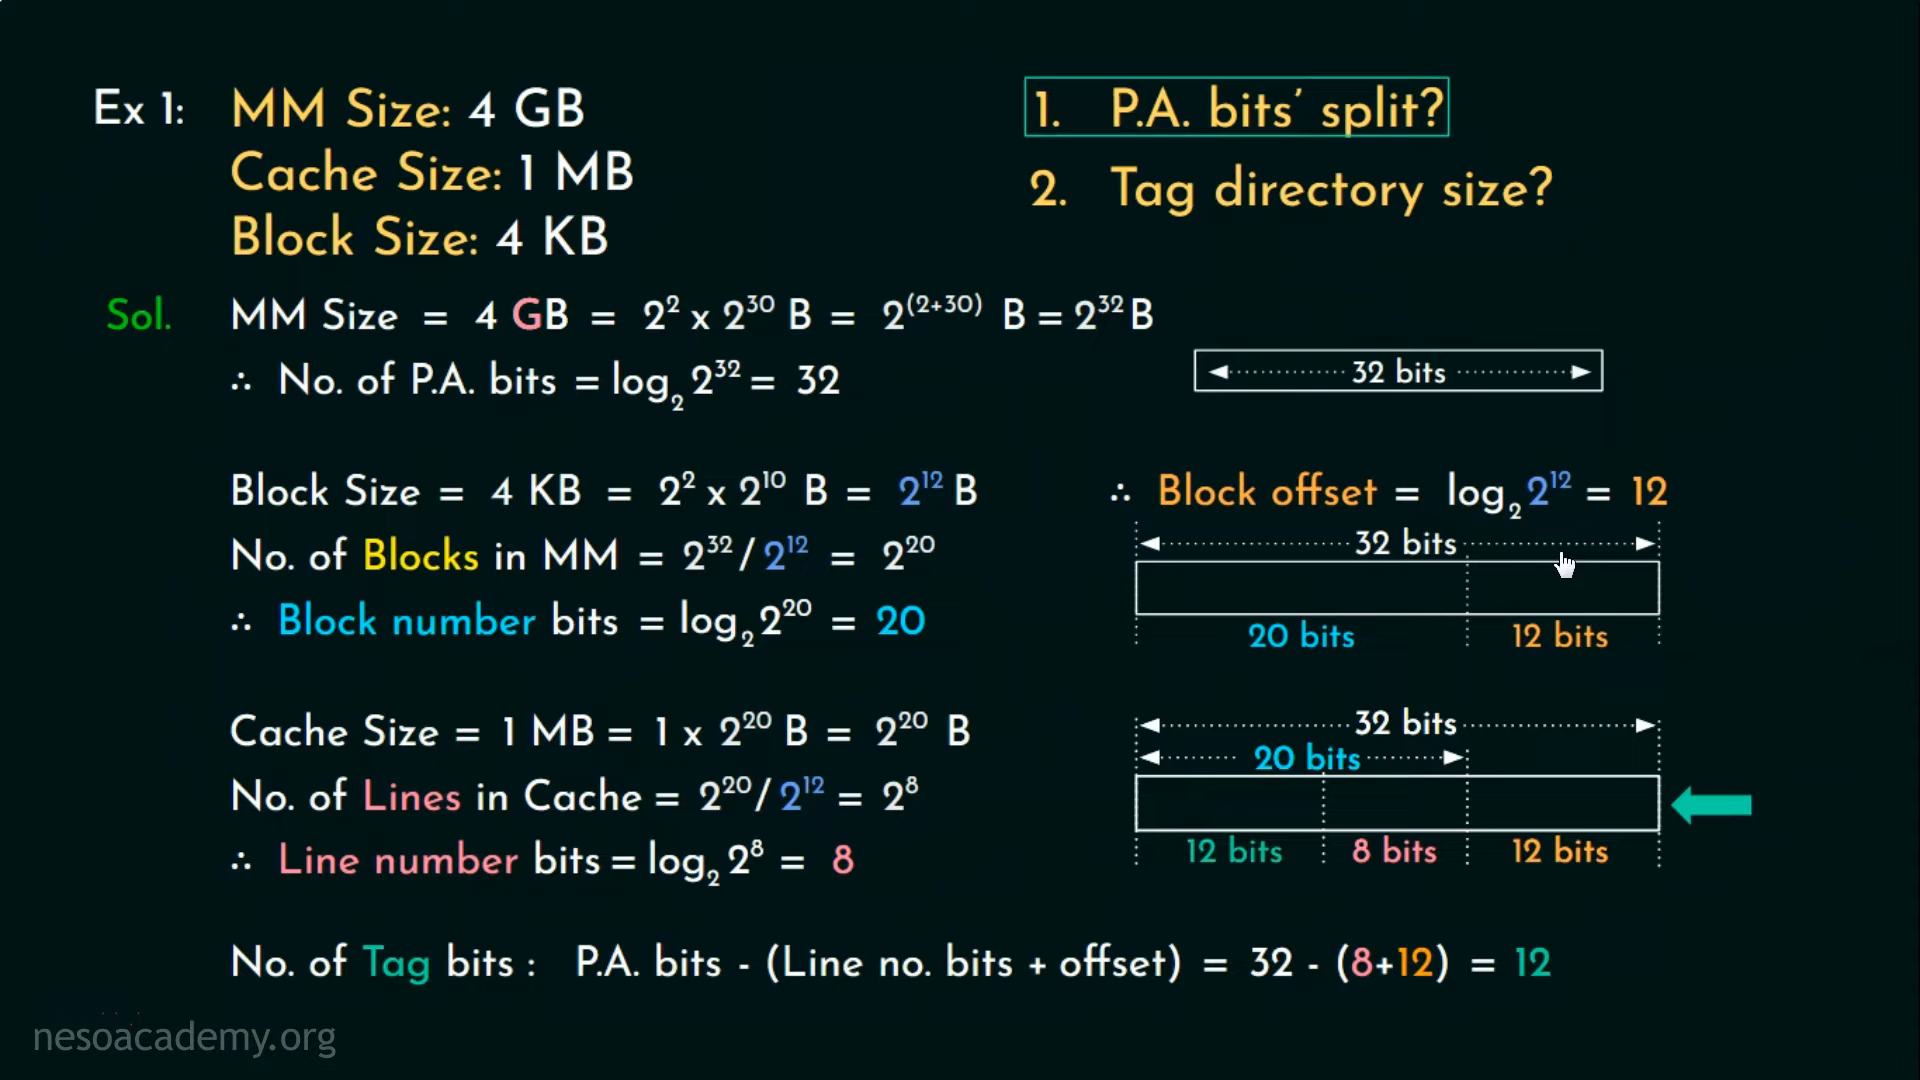 Ex 1: MM Size: 4 GB
Cache Size: 1 MB
Block Size: 4 KB
1. P.A. bits' split?
2. Tag directory size?
Sol. MM Size = 4 GB = 2² x 2³⁰ B = 2⁽²⁺³⁰⁾ B = 2³² B
∴ No. of P.A. bits = log₂ 2³² = 32
32 bits
Block Size = 4 KB = 2² x 2¹⁰ B = 2¹² B
∴ Block offset = log₂ 2¹² = 12
No. of Blocks in MM = 2³² / 2¹² = 2²⁰
∴ Block number bits = log₂ 2²⁰ = 20
32 bits
20 bits 12 bits
Cache Size = 1 MB = 1 x 2²⁰ B = 2²⁰ B
No. of Lines in Cache = 2²⁰ / 2¹² = 2⁸
∴ Line number bits = log₂ 2⁸ = 8
32 bits
20 bits
12 bits 8 bits 12 bits
No. of Tag bits : P.A. bits - (Line no. bits + offset) = 32 - (8+12) = 12
nesoacademy.org